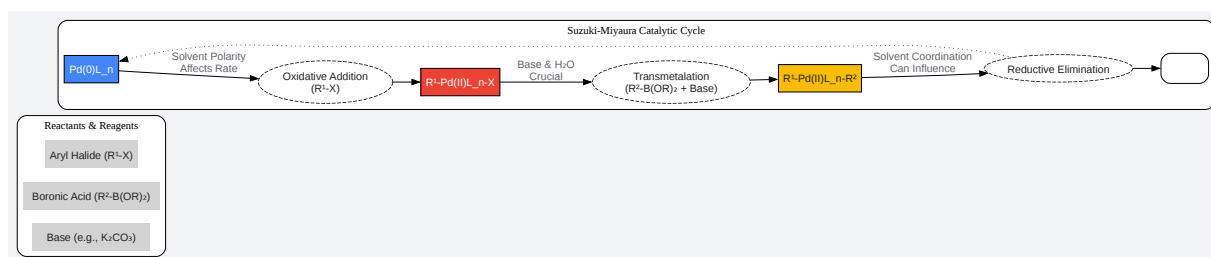 Suzuki-Miyaura Catalytic Cycle
Pd(0)L_n
Solvent Polarity
Affects Rate
Oxidative Addition
(R¹-X)
R¹-Pd(II)L_n-X
Base & H₂O
Crucial
Transmetalation
(R²-B(OR)₂ + Base)
R¹-Pd(II)L_n-R²
Solvent Coordination
Can Influence
Reductive Elimination
Reactants & Reagents
Aryl Halide (R¹-X)
Boronic Acid (R²-B(OR)₂)
Base (e.g., K₂CO₃)